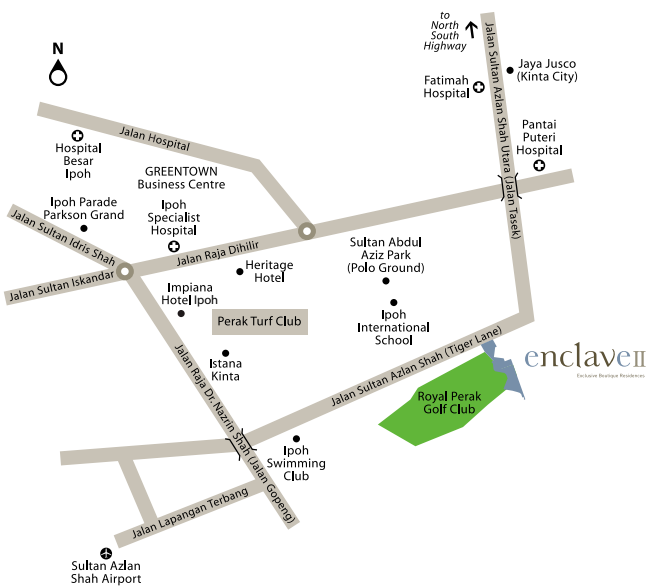 to
North
South
Highway
N
Jalan Sultan Azlan Shah Utara (Jalan Tasek)
Jaya Jusco
(Kinta City)
Fatimah
Hospital
Jalan Hospital
Pantai
Puteri
Hospital
Hospital
Besar
Ipoh
GREENTOWN
Business Centre
Ipoh Parade
Parkson Grand
Ipoh
Specialist
Hospital
Jalan Sultan Idris Shah
Jalan Raja Dihilir
Sultan Abdul
Aziz Park
(Polo Ground)
Heritage
Hotel
Jalan Sultan Iskandar
Impiana
Hotel Ipoh
Perak Turf Club
Ipoh
International
School
Istana
Kinta
Jalan Raja Dr. Nazrin Shah (Jalan Gopeng)
Jalan Sultan Azlan Shah (Tiger Lane)
enclave II
Exclusive Boutique Residences
Royal Perak
Golf Club
Ipoh
Swimming
Club
Jalan Lapangan Terbang
Sultan Azlan
Shah Airport